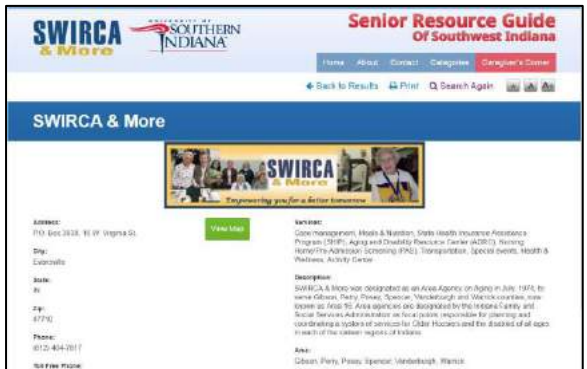 SWIRCA
& More
UNIVERSITY OF
SOUTHERN
INDIANA
Senior Resource Guide
Of Southwest Indiana
Home About Contact Categories Caregiver's Corner
Back to Results Print Search Again
SWIRCA & More
SWIRCA
& More
Empowering you for a better tomorrow
Address:
P.O. Box 3938, 16 W. Virginia St.
City:
Evansville
State:
IN
Zip:
Phone:
Toll Free Phone:
View Map
Services:
Case management, Meals & Nutrition, State Health Insurance Assistance
Program (SHIP), Aging and Disability Resource Center (ADRC), Nursing
Home Pre-Admission Screening (PAS), Transportation, Special events, Health &
Wellness, Activity Center
Description:
SWIRCA & More was designated as an Area Agency on Aging in July, 1974, to
serve Gibson, Perry, Posey, Spencer, Vanderburgh and Warrick counties, now
known as Area 16. Area agencies are designated by the Indiana Family and
Social Services Administration as focal points responsible for planning and
coordinating a system of services for Older Hoosiers and the disabled of all ages
in each of the sixteen regions of Indiana.
Area:
Gibson, Perry, Posey, Spencer, Vanderburgh, Warrick